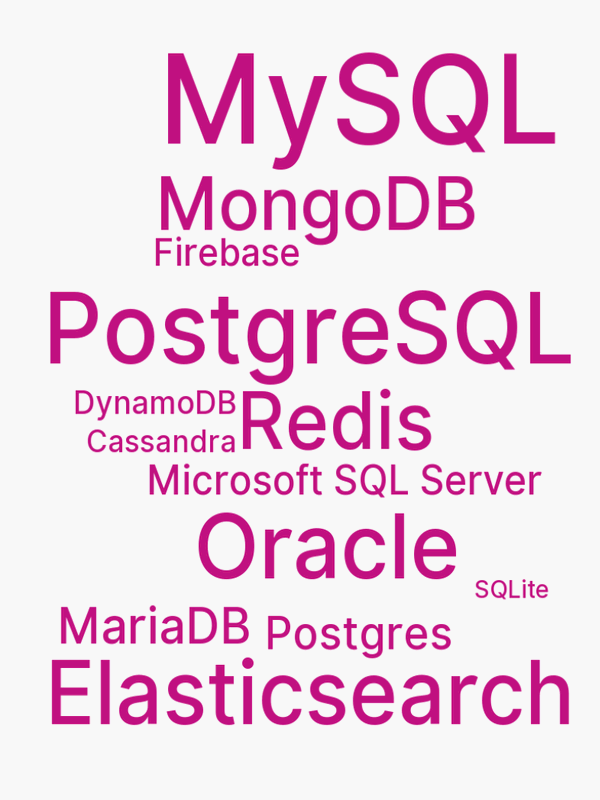 MySQL
MongoDB
Firebase
PostgreSQL
DynamoDB
Redis
Cassandra
Microsoft SQL Server
Oracle
SQLite
MariaDB Postgres
Elasticsearch